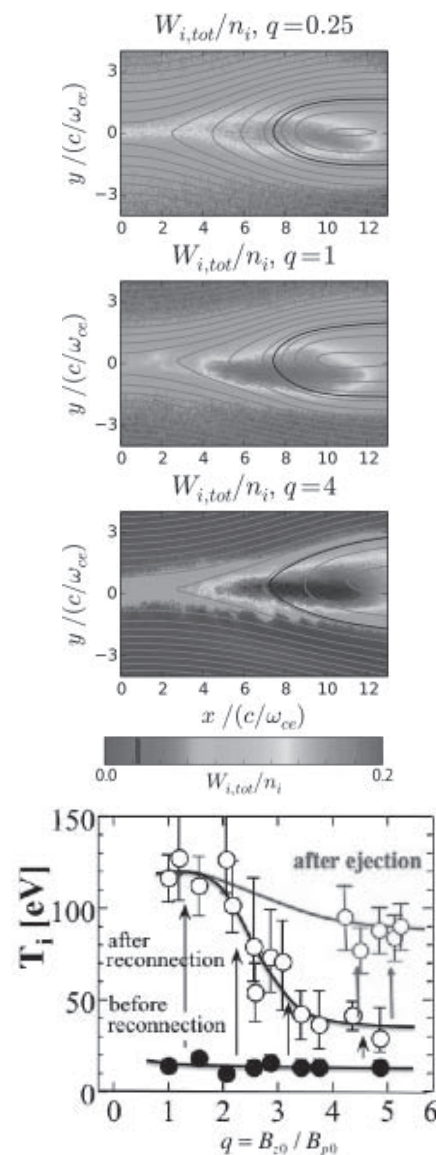 W_{i,tot}/n_i, q=0.25
3
0
−3
y/(c/ω_{ce})
0 2 4 6 8 10 12
W_{i,tot}/n_i, q=1
3
0
−3
y/(c/ω_{ce})
0 2 4 6 8 10 12
W_{i,tot}/n_i, q=4
3
0
−3
y/(c/ω_{ce})
0 2 4 6 8 10 12
x/(c/ω_{ce})
0.0 0.2
W_{i,tot}/n_i
150
100
50
0
T_i [eV]
after ejection
after
reconnection
before
reconnection
0 1 2 3 4 5 6
q = B_{z0} / B_{p0}